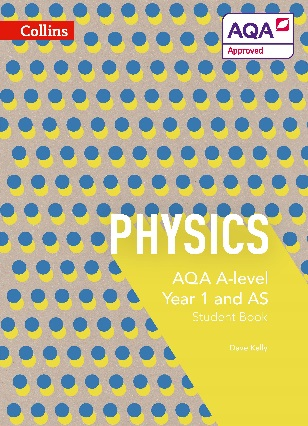 Collins
AQA
Approved
PHYSICS
AQA A-level
Year 1 and AS
Student Book
Dave Kelly